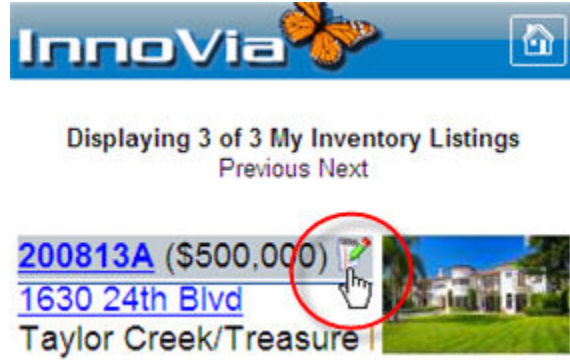 InnoVia
Displaying 3 of 3 My Inventory Listings
Previous Next
200813A ($500,000)
1630 24th Blvd
Taylor Creek/Treasure